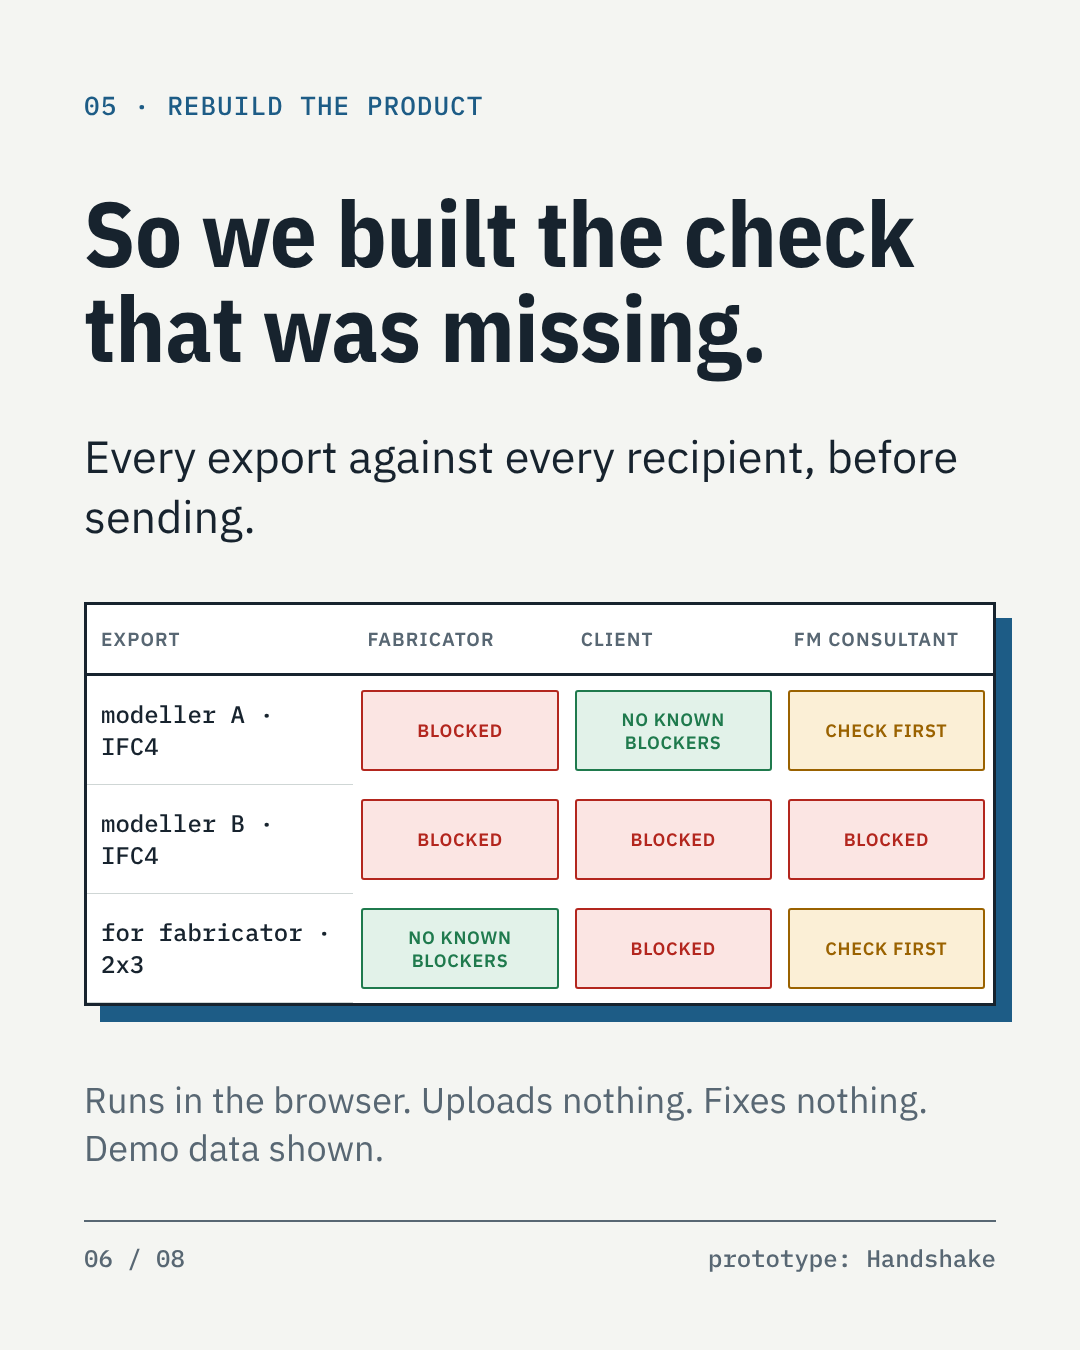 05 · REBUILD THE PRODUCT
So we built the check
that was missing.
Every export against every recipient, before
sending.
EXPORT FABRICATOR CLIENT FM CONSULTANT
modeller A ·
IFC4
BLOCKED
NO KNOWN
BLOCKERS
CHECK FIRST
modeller B ·
IFC4
BLOCKED
BLOCKED
BLOCKED
for fabricator ·
2x3
NO KNOWN
BLOCKERS
BLOCKED
CHECK FIRST
Runs in the browser. Uploads nothing. Fixes nothing.
Demo data shown.
06 / 08
prototype: Handshake